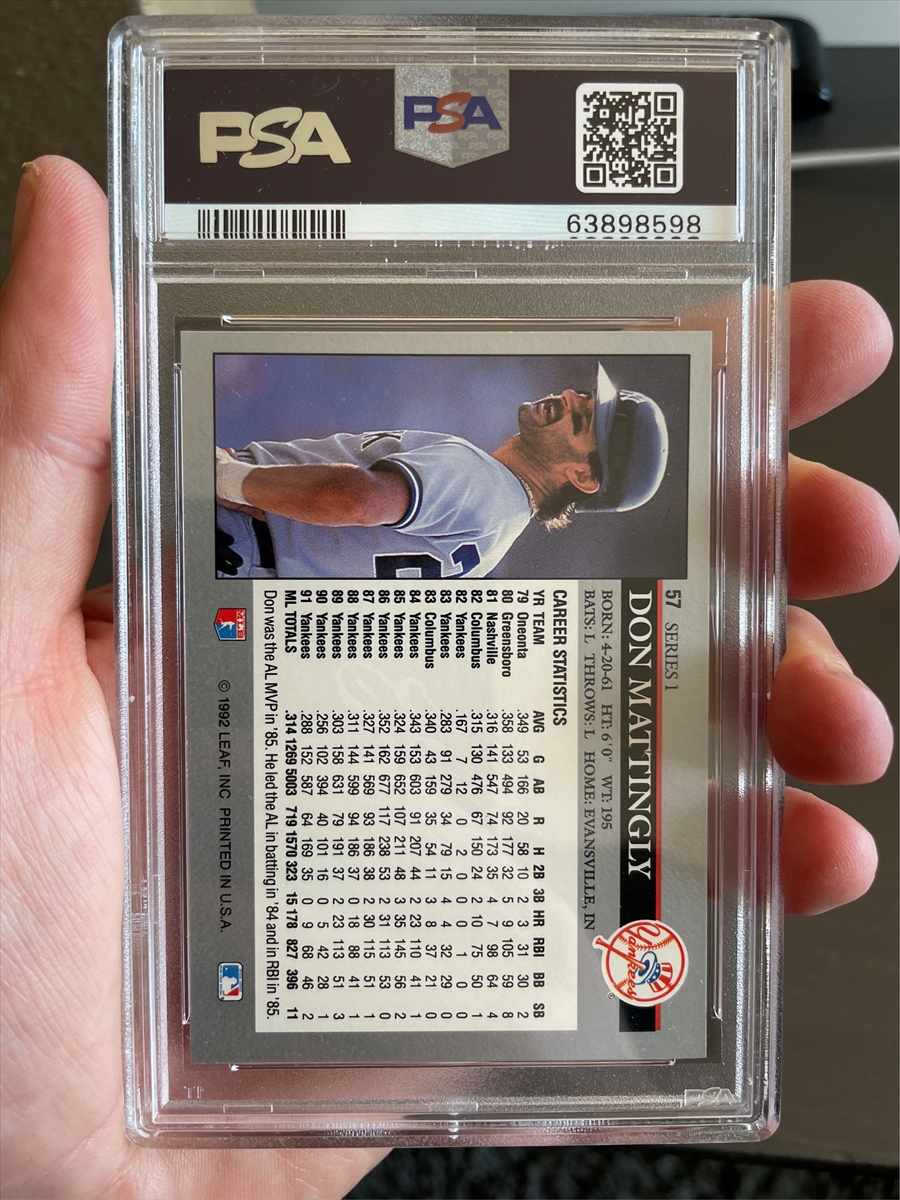 PSA
PSA
63898598
57 SERIES 1
DON MATTINGLY
BORN: 4-20-61 HT: 6'0" WT: 195
BATS: L THROWS: L HOME: EVANSVILLE, IN
Yankees
CAREER STATISTICS
YR TEAM AVG G AB R H 2B 3B HR RBI BB SB
79 Oneonta .349 53 166 20 58 10 2 3 31 30 2
80 Greensboro .358 133 494 92 177 32 5 9 105 59 8
81 Nashville .316 141 547 74 173 35 4 7 98 64 4
82 Columbus .315 130 476 67 150 24 2 10 75 50 1
82 Yankees .167 7 12 0 2 0 0 0 1 0 0
83 Yankees .283 91 279 34 79 15 4 4 32 29 0
83 Columbus .340 43 159 35 54 11 3 8 37 21 0
84 Yankees .343 153 603 91 207 44 2 23 110 41 1
85 Yankees .324 159 652 107 211 48 3 35 145 56 2
86 Yankees .352 162 677 117 238 53 2 31 113 53 0
87 Yankees .327 141 569 93 186 38 2 30 115 51 1
88 Yankees .311 144 599 94 186 37 0 18 88 41 1
89 Yankees .303 158 631 79 191 37 2 23 113 51 3
90 Yankees .256 102 394 40 101 16 0 5 42 28 1
91 Yankees .288 152 587 64 169 35 0 9 68 46 2
ML TOTALS .314 1269 5003 719 1570 323 15 178 827 396 11
Don was the AL MVP in '85. He led the AL in batting in '84 and in RBI in '85.
© 1992 LEAF, INC PRINTED IN U.S.A.
PSA